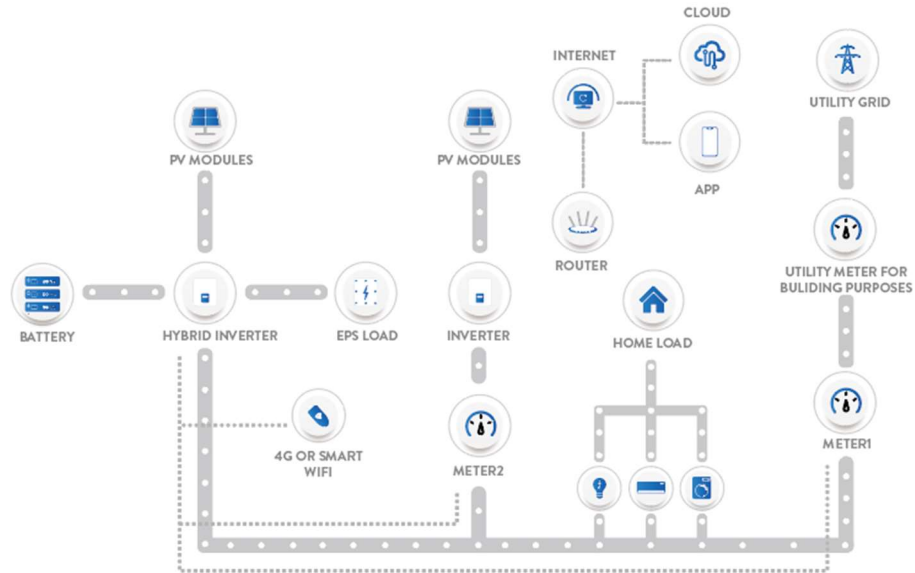 CLOUD
INTERNET
UTILITY GRID
PV MODULES
PV MODULES
APP
ROUTER
UTILITY METER FOR
BULIDING PURPOSES
BATTERY
HYBRID INVERTER
EPS LOAD
INVERTER
HOME LOAD
4G OR SMART
WIFI
METER2
METER1